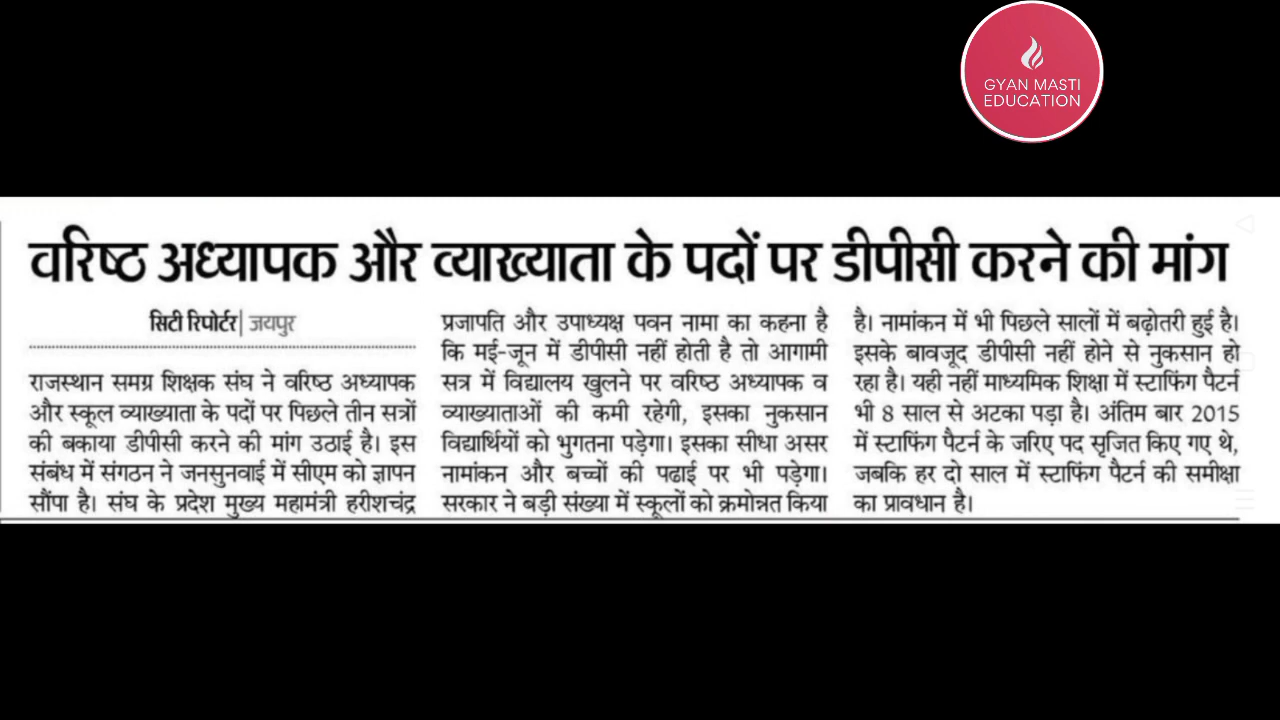 GYAN MASTI
EDUCATION
वरिष्ठ अध्यापक और व्याख्याता के पदों पर डीपीसी करने की मांग
सिटी रिपोर्टर| जयपुर
राजस्थान समग्र शिक्षक संघ ने वरिष्ठ अध्यापक
और स्कूल व्याख्याता के पदों पर पिछले तीन सत्रों
की बकाया डीपीसी करने की मांग उठाई है। इस
संबंध में संगठन ने जनसुनवाई में सीएम को ज्ञापन
सौंपा है। संघ के प्रदेश मुख्य महामंत्री हरीशचंद्र
प्रजापति और उपाध्यक्ष पवन नामा का कहना है
कि मई-जून में डीपीसी नहीं होती है तो आगामी
सत्र में विद्यालय खुलने पर वरिष्ठ अध्यापक व
व्याख्याताओं की कमी रहेगी, इसका नुकसान
विद्यार्थियों को भुगतना पड़ेगा। इसका सीधा असर
नामांकन और बच्चों की पढाई पर भी पड़ेगा।
सरकार ने बड़ी संख्या में स्कूलों को क्रमोन्नत किया
है। नामांकन में भी पिछले सालों में बढ़ोतरी हुई है।
इसके बावजूद डीपीसी नहीं होने से नुकसान हो
रहा है। यही नहीं माध्यमिक शिक्षा में स्टाफिंग पैटर्न
भी 8 साल से अटका पड़ा है। अंतिम बार 2015
में स्टाफिंग पैटर्न के जरिए पद सृजित किए गए थे,
जबकि हर दो साल में स्टाफिंग पैटर्न की समीक्षा
का प्रावधान है।